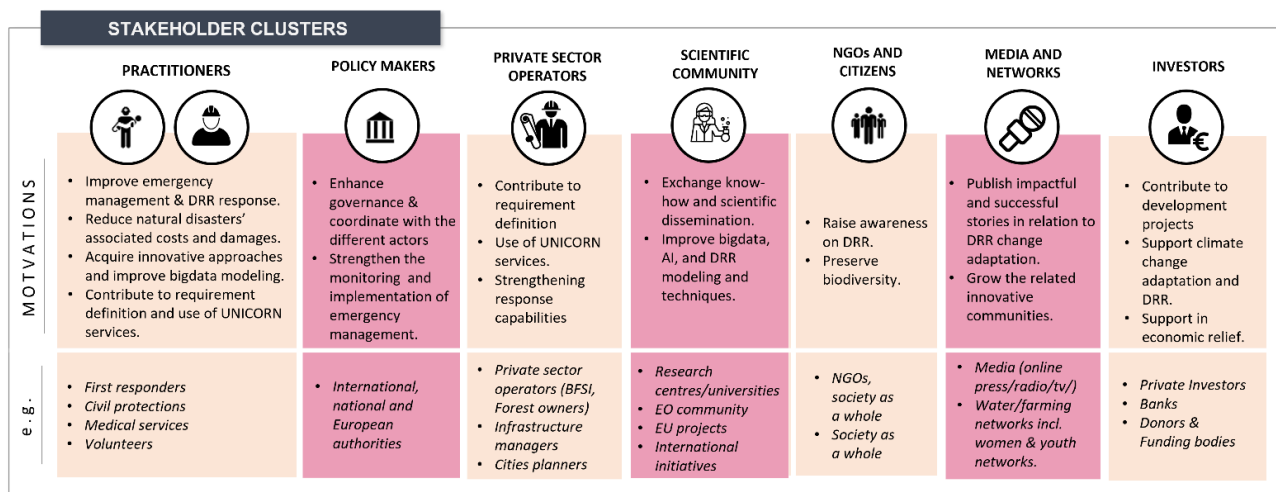 STAKEHOLDER CLUSTERS
PRACTITIONERS
POLICY MAKERS
PRIVATE SECTOR
OPERATORS
SCIENTIFIC
COMMUNITY
NGOs AND
CITIZENS
MEDIA AND
NETWORKS
INVESTORS
MOTVATIONS
• Improve emergency
management & DRR response.
• Reduce natural disasters’
associated costs and damages.
• Acquire innovative approaches
and improve bigdata modeling.
• Contribute to requirement
definition and use of UNICORN
services.
• Enhance
governance &
coordinate with the
different actors
• Strengthen the
monitoring and
implementation of
emergency
management.
• Contribute to
requirement
definition
• Use of UNICORN
services.
• Strengthening
response
capabilities
• Exchange know-
how and scientific
dissemination.
• Improve bigdata,
AI, and DRR
modeling and
techniques.
• Raise awareness
on DRR.
• Preserve
biodiversity.
• Publish impactful
and successful
stories in relation to
DRR change
adaptation.
• Grow the related
innovative
communities.
• Contribute to
development
projects
• Support climate
change
adaptation and
DRR.
• Support in
economic relief.
e.g.
• First responders
• Civil protections
• Medical services
• Volunteers
• International,
national and
European
authorities
• Private sector
operators (BFSI,
Forest owners)
• Infrastructure
managers
• Cities planners
• Research
centres/universities
• EO community
• EU projects
• International
initiatives
• NGOs,
society as
a whole
• Society as
a whole
• Media (online
press/radio/tv/)
• Water/farming
networks incl.
women & youth
networks.
• Private Investors
• Banks
• Donors &
Funding bodies